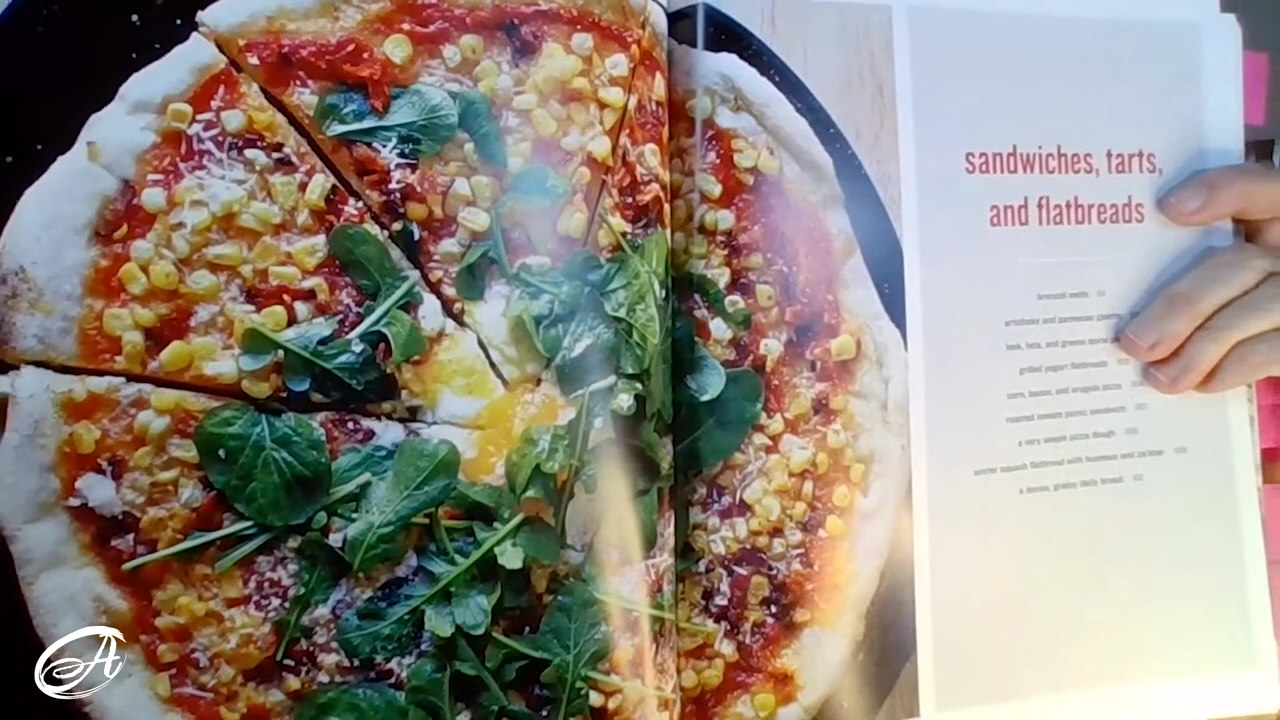 sandwiches, tarts,
and flatbreads
broccoli melts
artichoke and parmesan
leek, feta, and greens
grilled yogurt flatbreads
corn, bacon, and arugula pizza
roasted tomato picnic sandwich
a very simple pizza dough
winter squash flatbread with hummus and za'atar
a dense, grainy daily bread
A